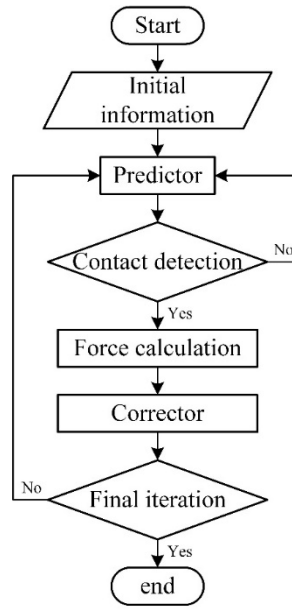 Start
Initial
information
Predictor
Contact detection
No
Yes
Force calculation
Corrector
No
Final iteration
Yes
end